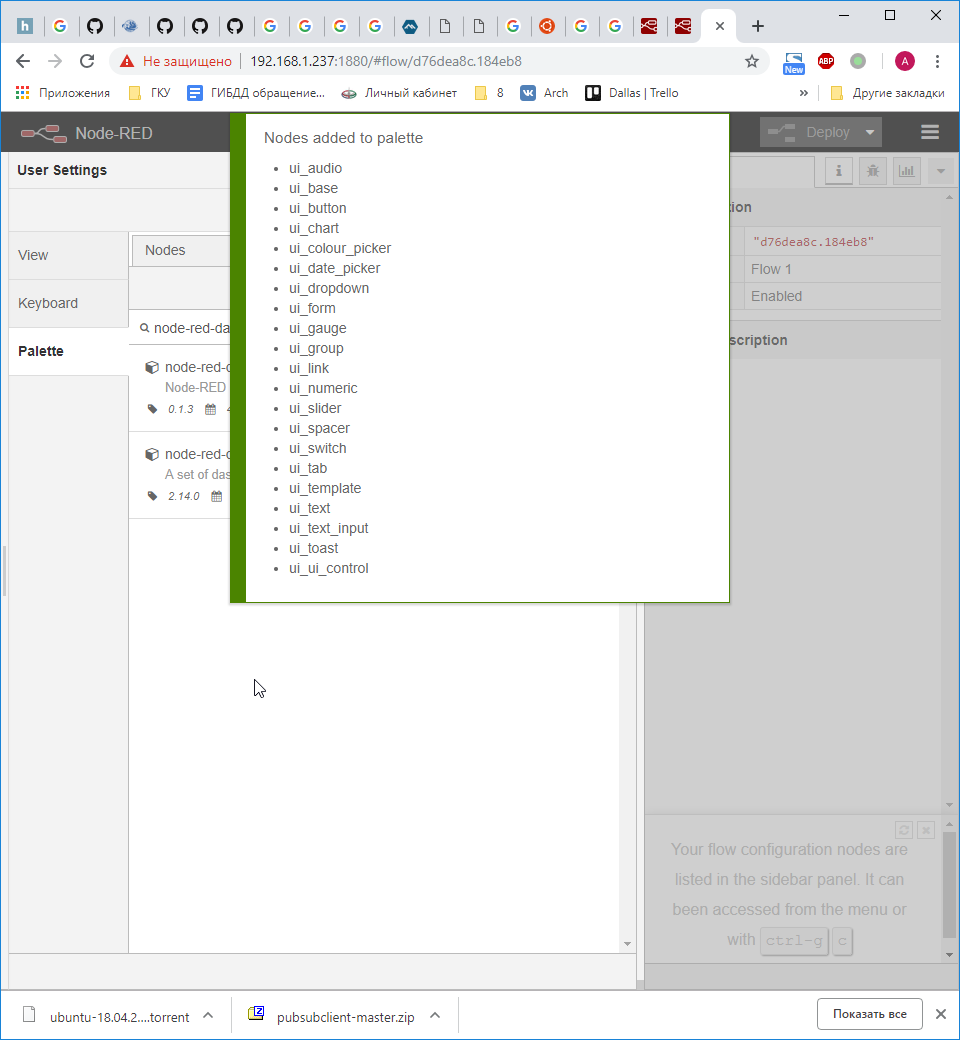 Не защищено
192.168.1.237:1880/#flow/d76dea8c.184eb8
New
ABP
A
Приложения
ГКУ
ГИБДД обращение...
Личный кабинет
8
Arch
Dallas | Trello
»
Другие закладки
Node-RED
Deploy
User Settings
View
Keyboard
Palette
Nodes
node-red-da
node-red-d
Node-RED
0.1.3
node-red-d
A set of das
2.14.0
Nodes added to palette
ui_audio
ui_base
ui_button
ui_chart
ui_colour_picker
ui_date_picker
ui_dropdown
ui_form
ui_gauge
ui_group
ui_link
ui_numeric
ui_slider
ui_spacer
ui_switch
ui_tab
ui_template
ui_text
ui_text_input
ui_toast
ui_ui_control
tion
"d76dea8c.184eb8"
Flow 1
Enabled
scription
Your flow configuration nodes are
listed in the sidebar panel. It can
been accessed from the menu or
with ctrl-g c
ubuntu-18.04.2....torrent
pubsubclient-master.zip
Показать все